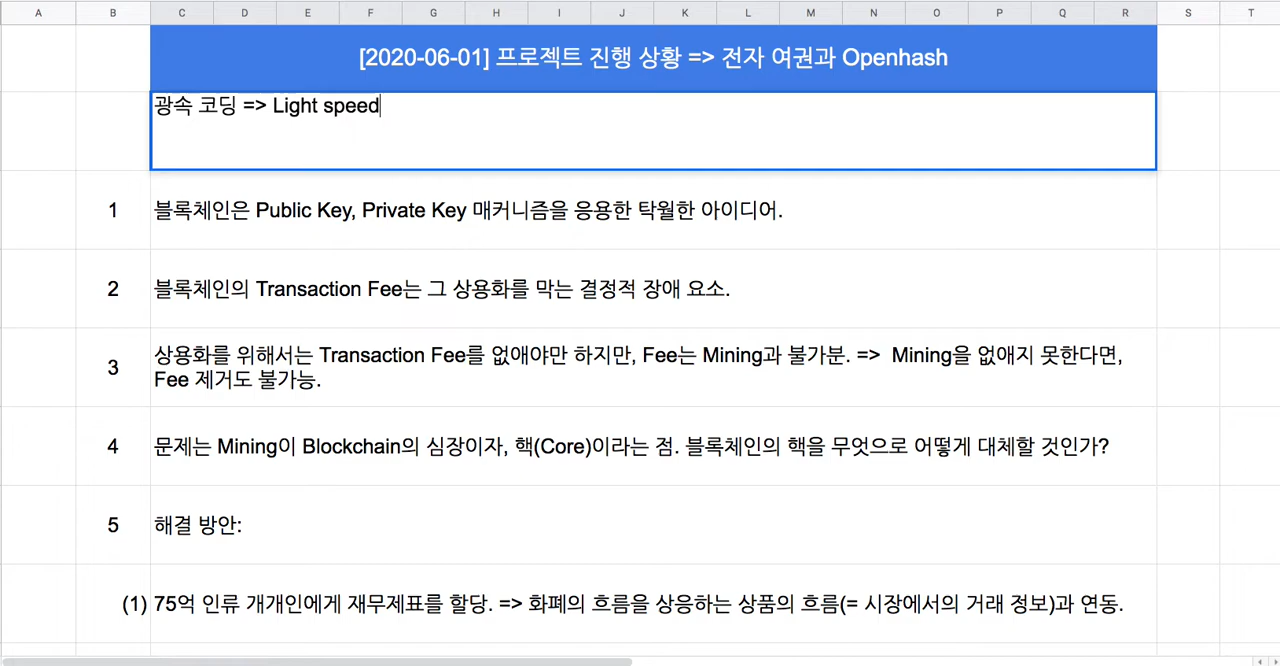 A B C D E F G H I J K L M N O P Q R S T
[2020-06-01] 프로젝트 진행 상황 => 전자 여권과 Openhash
광속 코딩 => Light speed
1 블록체인은 Public Key, Private Key 매커니즘을 응용한 탁월한 아이디어.
2 블록체인의 Transaction Fee는 그 상용화를 막는 결정적 장애 요소.
3 상용화를 위해서는 Transaction Fee를 없애야만 하지만, Fee는 Mining과 불가분. => Mining을 없애지 못한다면,
Fee 제거도 불가능.
4 문제는 Mining이 Blockchain의 심장이자, 핵(Core)이라는 점. 블록체인의 핵을 무엇으로 어떻게 대체할 것인가?
5 해결 방안:
(1) 75억 인류 개개인에게 재무제표를 할당. => 화폐의 흐름을 상응하는 상품의 흐름(= 시장에서의 거래 정보)과 연동.